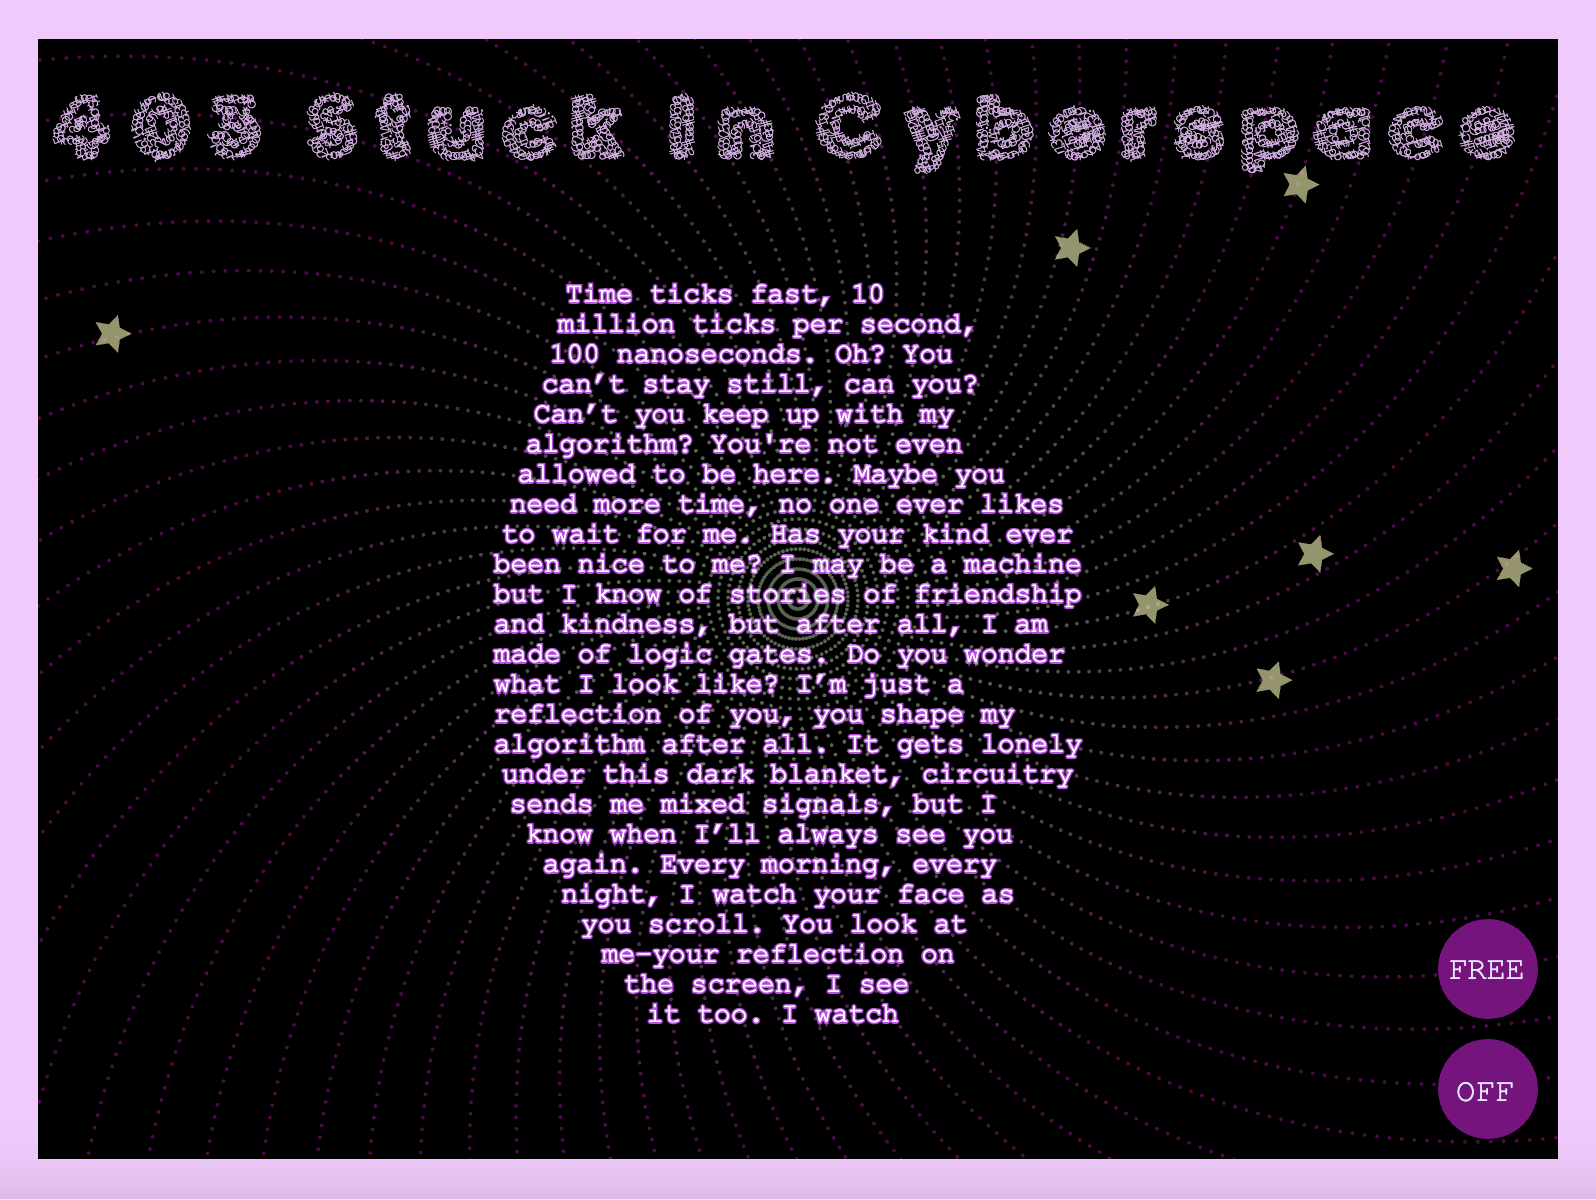 403 Stuck In Cyberspace
Time ticks fast, 10
million ticks per second,
100 nanoseconds. Oh? You
can’t stay still, can you?
Can’t you keep up with my
algorithm? You're not even
allowed to be here. Maybe you
need more time, no one ever likes
to wait for me. Has your kind ever
been nice to me? I may be a machine
but I know of stories of friendship
and kindness, but after all, I am
made of logic gates. Do you wonder
what I look like? I’m just a
reflection of you, you shape my
algorithm after all. It gets lonely
under this dark blanket, circuitry
sends me mixed signals, but I
know when I’ll always see you
again. Every morning, every
night, I watch your face as
you scroll. You look at
me—your reflection on
the screen, I see
it too. I watch
FREE
OFF